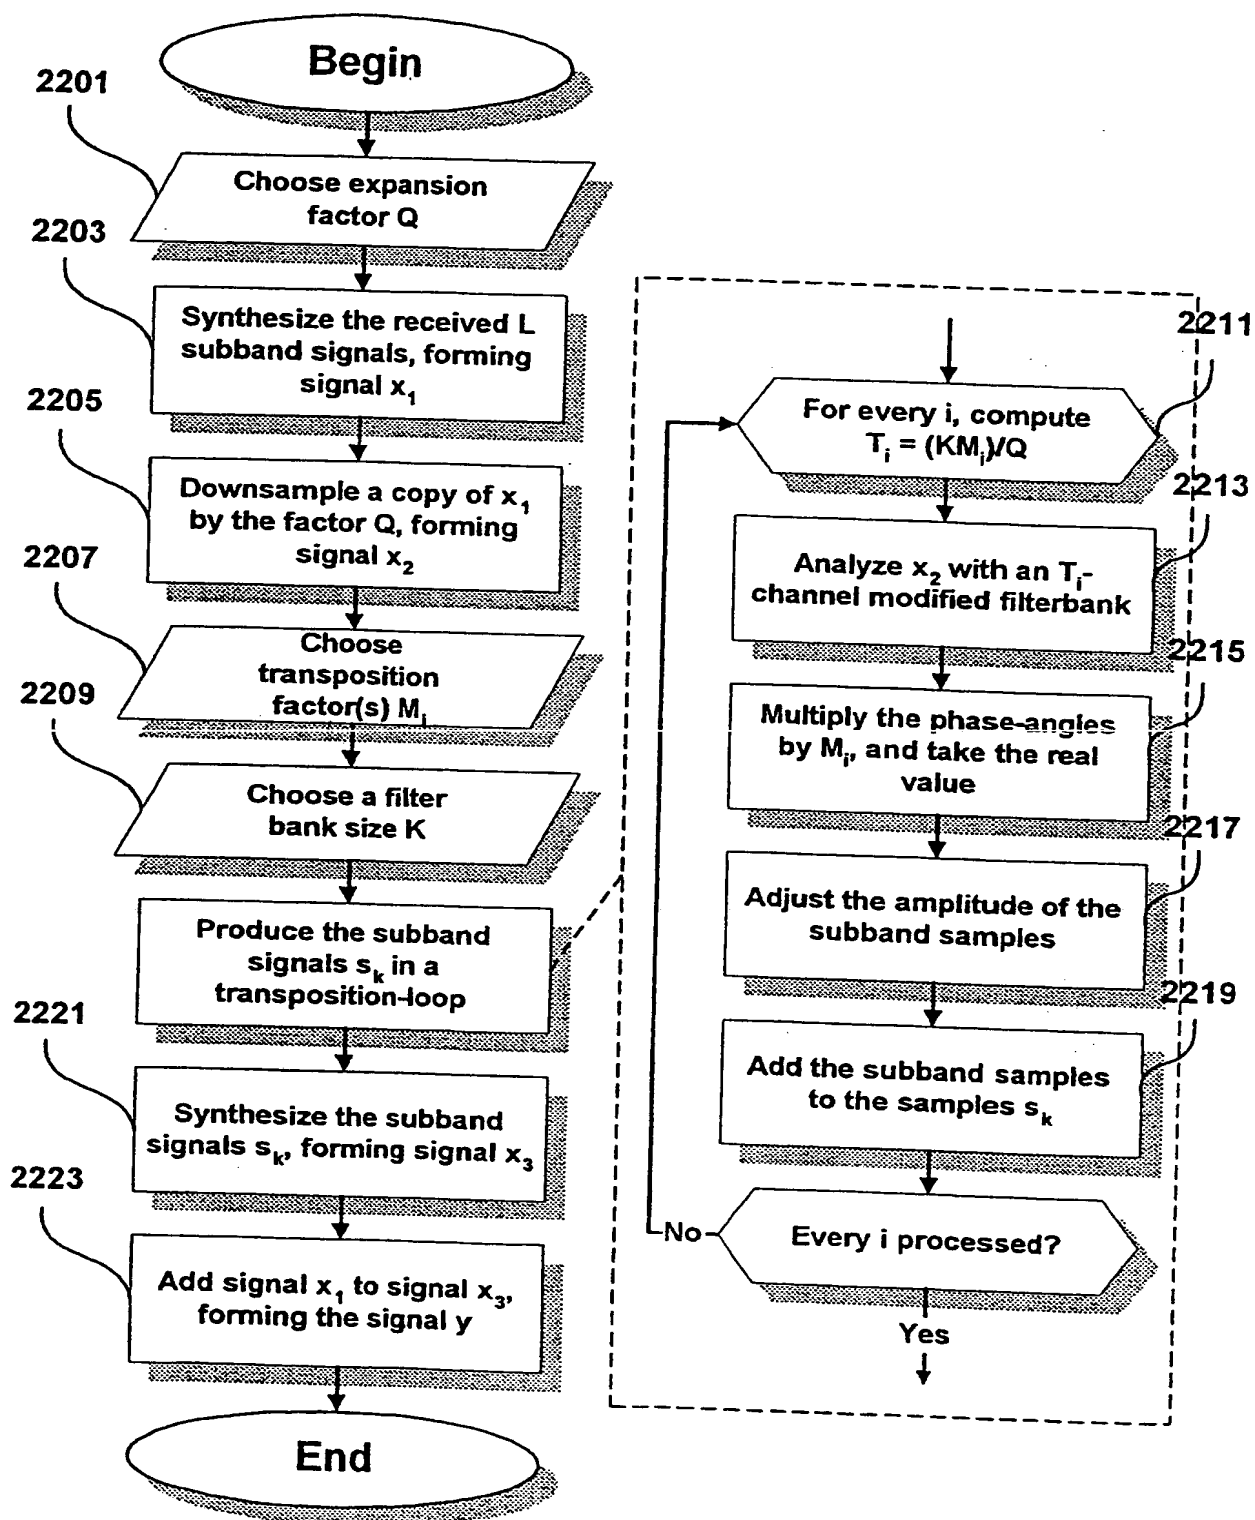 Begin
2201
Choose expansion
factor Q
2203
Synthesize the received L
subband signals, forming
signal x₁
2205
Downsample a copy of x₁
by the factor Q, forming
signal x₂
2207
Choose
transposition
factor(s) Mᵢ
2209
Choose a filter
bank size K
Produce the subband
signals sₖ in a
transposition-loop
2221
Synthesize the subband
signals sₖ, forming signal x₃
2223
Add signal x₁ to signal x₃,
forming the signal y
End
2211
For every i, compute
Tᵢ = (KMᵢ)/Q
2213
Analyze x₂ with an Tᵢ-
channel modified filterbank
2215
Multiply the phase-angles
by Mᵢ, and take the real
value
2217
Adjust the amplitude of the
subband samples
2219
Add the subband samples
to the samples sₖ
Every i processed?
No
Yes